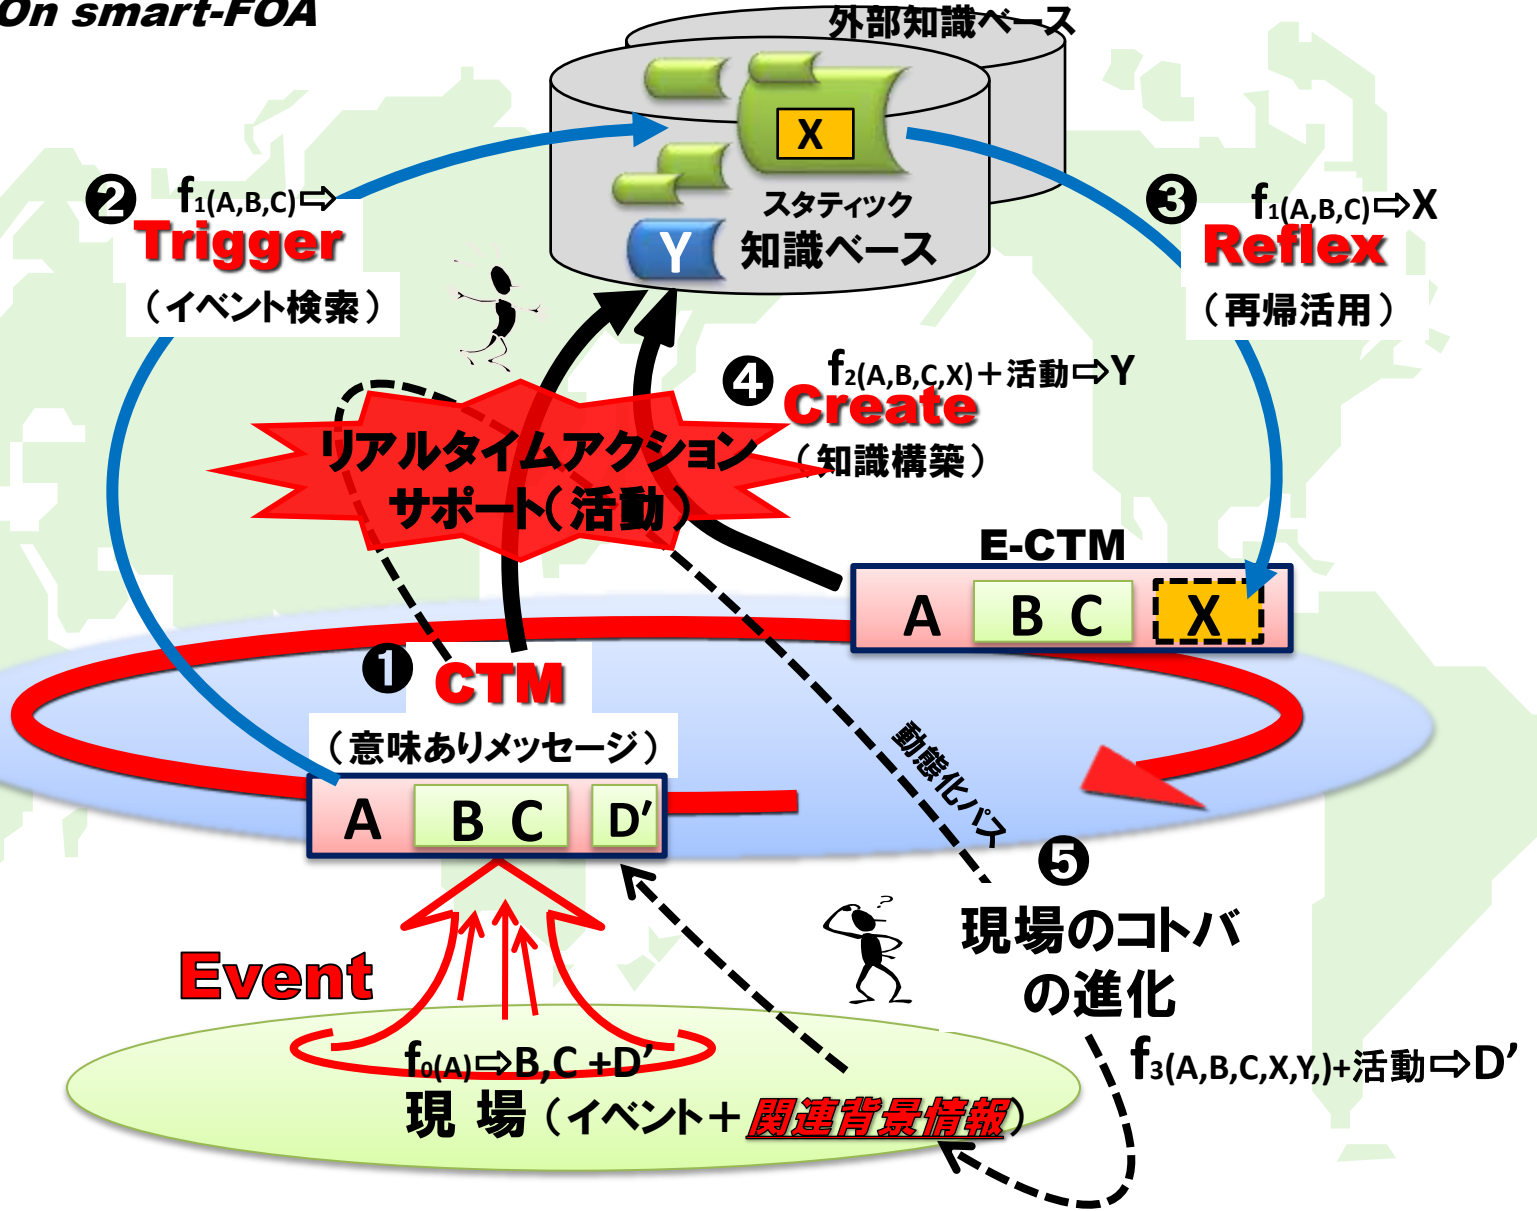 On smart-FOA
外部知識ベース
X
スタティック
知識ベース
Y
❷ f₁(A,B,C)⇨
Trigger
（イベント検索）
❸ f₁(A,B,C)⇨X
Reflex
（再帰活用）
❹ f₂(A,B,C,X)＋活動⇨Y
Create
（知識構築）
リアルタイムアクション
サポート（活動）
E-CTM
A B C X
❶ CTM
（意味ありメッセージ）
A B C D′
動態化パス
❺
現場のコトバ
の進化
f₃(A,B,C,X,Y,)+活動⇨D′
Event
f₀(A)⇨B,C +D′
現 場（イベント＋関連背景情報）
?